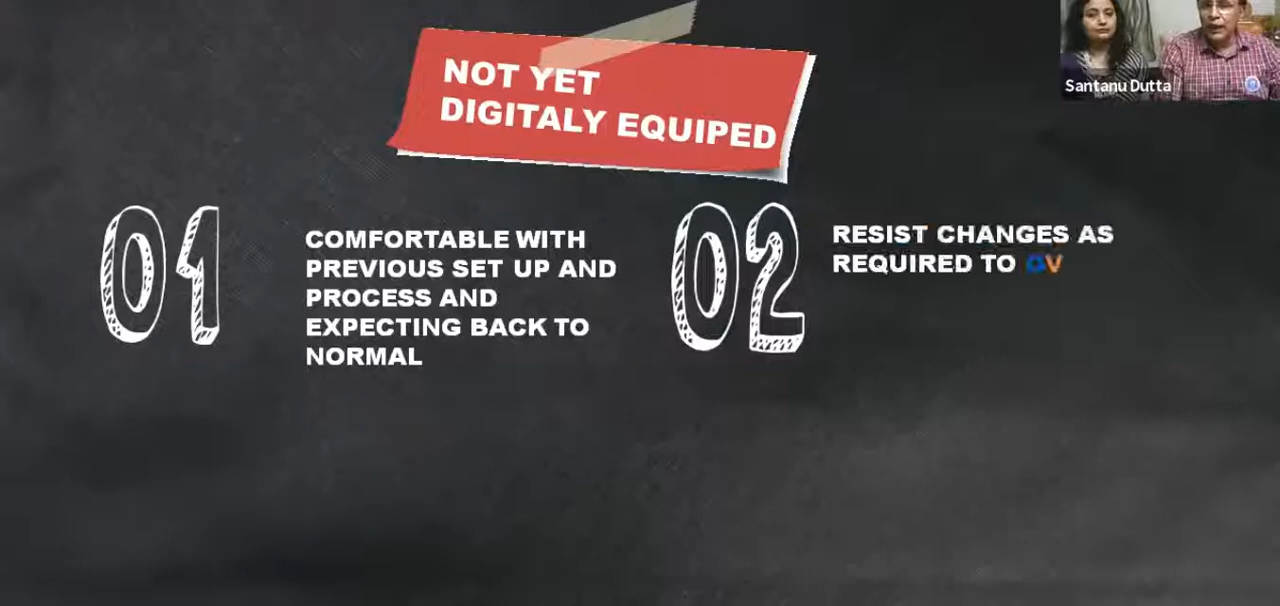 NOT YET
DIGITALY EQUIPED
Santanu Dutta
01
COMFORTABLE WITH
PREVIOUS SET UP AND
PROCESS AND
EXPECTING BACK TO
NORMAL
02
RESIST CHANGES AS
REQUIRED TO